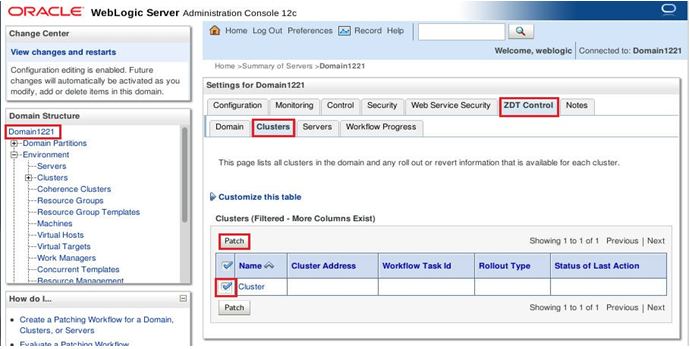 ORACLE WebLogic Server Administration Console 12c
Change Center
View changes and restarts
Configuration editing is enabled. Future
changes will automatically be activated as you
modify, add or delete items in this domain.
Domain Structure
Domain1221
Domain Partitions
Environment
Servers
Clusters
Coherence Clusters
Resource Groups
Resource Group Templates
Machines
Virtual Hosts
Virtual Targets
Work Managers
Concurrent Templates
Resource Management
How do I...
Create a Patching Workflow for a Domain,
Clusters, or Servers
Evaluate a Patching Workflow
Home Log Out Preferences Record Help
Welcome, weblogic Connected to: Domain1221
Home >Summary of Servers >Domain1221
Settings for Domain1221
Configuration Monitoring Control Security Web Service Security ZDT Control Notes
Domain Clusters Servers Workflow Progress
This page lists all clusters in the domain and any roll out or revert information that is available for each cluster.
Customize this table
Clusters (Filtered - More Columns Exist)
Patch Showing 1 to 1 of 1 Previous | Next
Name Cluster Address Workflow Task Id Rollout Type Status of Last Action
Cluster
Patch Showing 1 to 1 of 1 Previous | Next